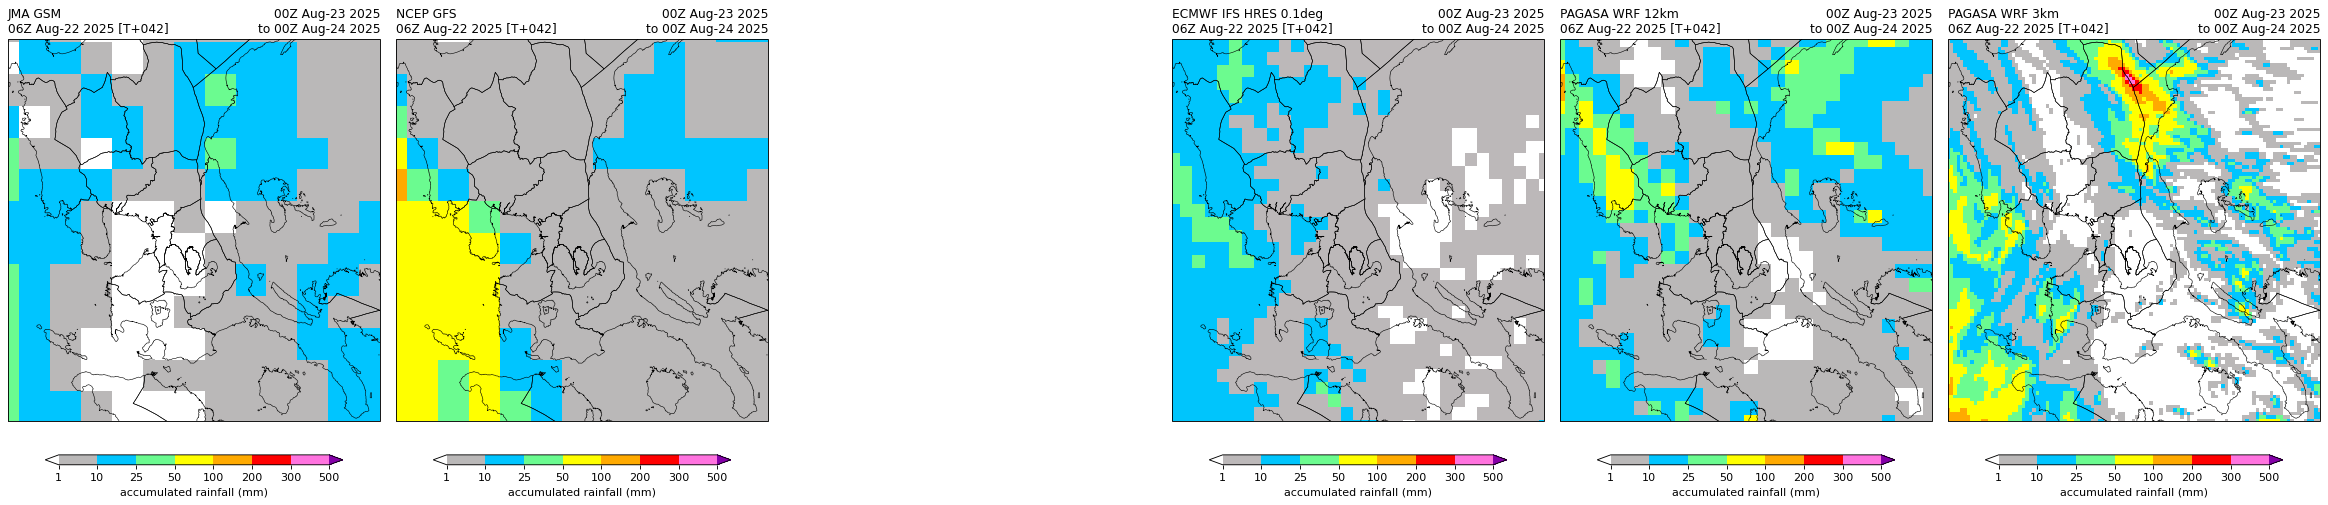 JMA GSM 00Z Aug-23 2025
06Z Aug-22 2025 [T+042] to 00Z Aug-24 2025
1 10 25 50 100 200 300 500
accumulated rainfall (mm)
NCEP GFS 00Z Aug-23 2025
06Z Aug-22 2025 [T+042] to 00Z Aug-24 2025
1 10 25 50 100 200 300 500
accumulated rainfall (mm)
ECMWF IFS HRES 0.1deg 00Z Aug-23 2025
06Z Aug-22 2025 [T+042] to 00Z Aug-24 2025
1 10 25 50 100 200 300 500
accumulated rainfall (mm)
PAGASA WRF 12km 00Z Aug-23 2025
06Z Aug-22 2025 [T+042] to 00Z Aug-24 2025
1 10 25 50 100 200 300 500
accumulated rainfall (mm)
PAGASA WRF 3km 00Z Aug-23 2025
06Z Aug-22 2025 [T+042] to 00Z Aug-24 2025
1 10 25 50 100 200 300 500
accumulated rainfall (mm)